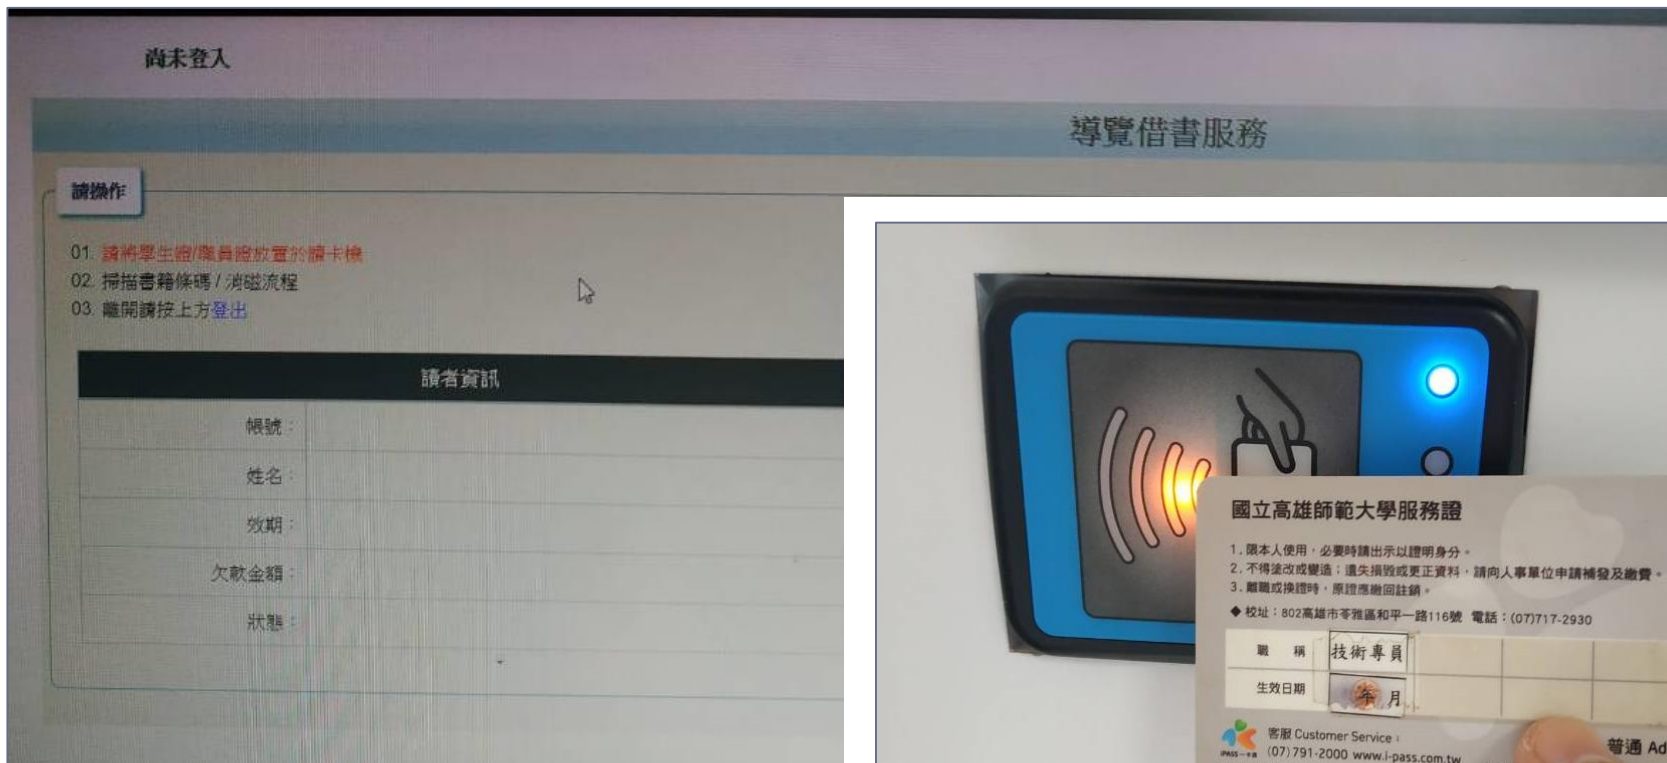 尚未登入
導覽借書服務
請操作
01. 請將學生證/職員證放置於讀卡機
02. 掃描書籍條碼 / 消磁流程
03. 離開請按上方登出
讀者資訊
帳號：
姓名：
效期：
欠款金額：
狀態：
國立高雄師範大學服務證
1. 限本人使用，必要時請出示以證明身分。
2. 不得塗改或變造；遺失損毀或更正資料，請向人事單位申請補發及繳費。
3. 離職或換證時，原證應繳回註銷。
◆ 校址：802高雄市苓雅區和平一路116號 電話：(07)717-2930
職 稱 技術專員
生效日期 年 月
iPASS一卡通
客服 Customer Service：
(07) 791-2000 www.i-pass.com.tw
普通 Ad